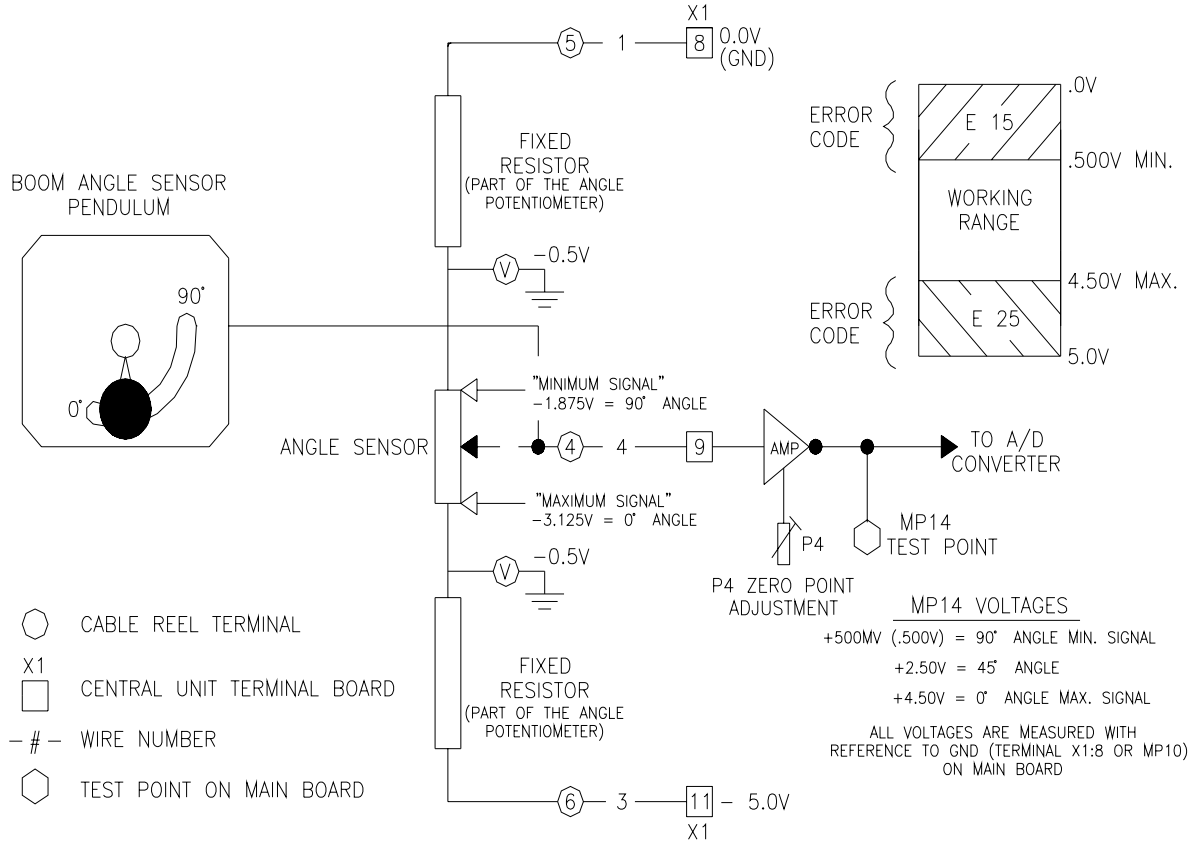 X1
5 1 8 0.0V
(GND)
.0V
ERROR
CODE
E 15
.500V MIN.
WORKING
RANGE
4.50V MAX.
ERROR
CODE
E 25
5.0V
FIXED
RESISTOR
(PART OF THE ANGLE
POTENTIOMETER)
BOOM ANGLE SENSOR
PENDULUM
90°
0°
-0.5V
V
"MINIMUM SIGNAL"
-1.875V = 90° ANGLE
ANGLE SENSOR
4 4 9
AMP
TO A/D
CONVERTER
"MAXIMUM SIGNAL"
-3.125V = 0° ANGLE
P4
MP14
TEST POINT
-0.5V
V
P4 ZERO POINT
ADJUSTMENT
MP14 VOLTAGES
+500MV (.500V) = 90° ANGLE MIN. SIGNAL
+2.50V = 45° ANGLE
+4.50V = 0° ANGLE MAX. SIGNAL
ALL VOLTAGES ARE MEASURED WITH
REFERENCE TO GND (TERMINAL X1:8 OR MP10)
ON MAIN BOARD
FIXED
RESISTOR
(PART OF THE ANGLE
POTENTIOMETER)
6 3 11 - 5.0V
X1
CABLE REEL TERMINAL
X1
CENTRAL UNIT TERMINAL BOARD
-#- WIRE NUMBER
TEST POINT ON MAIN BOARD